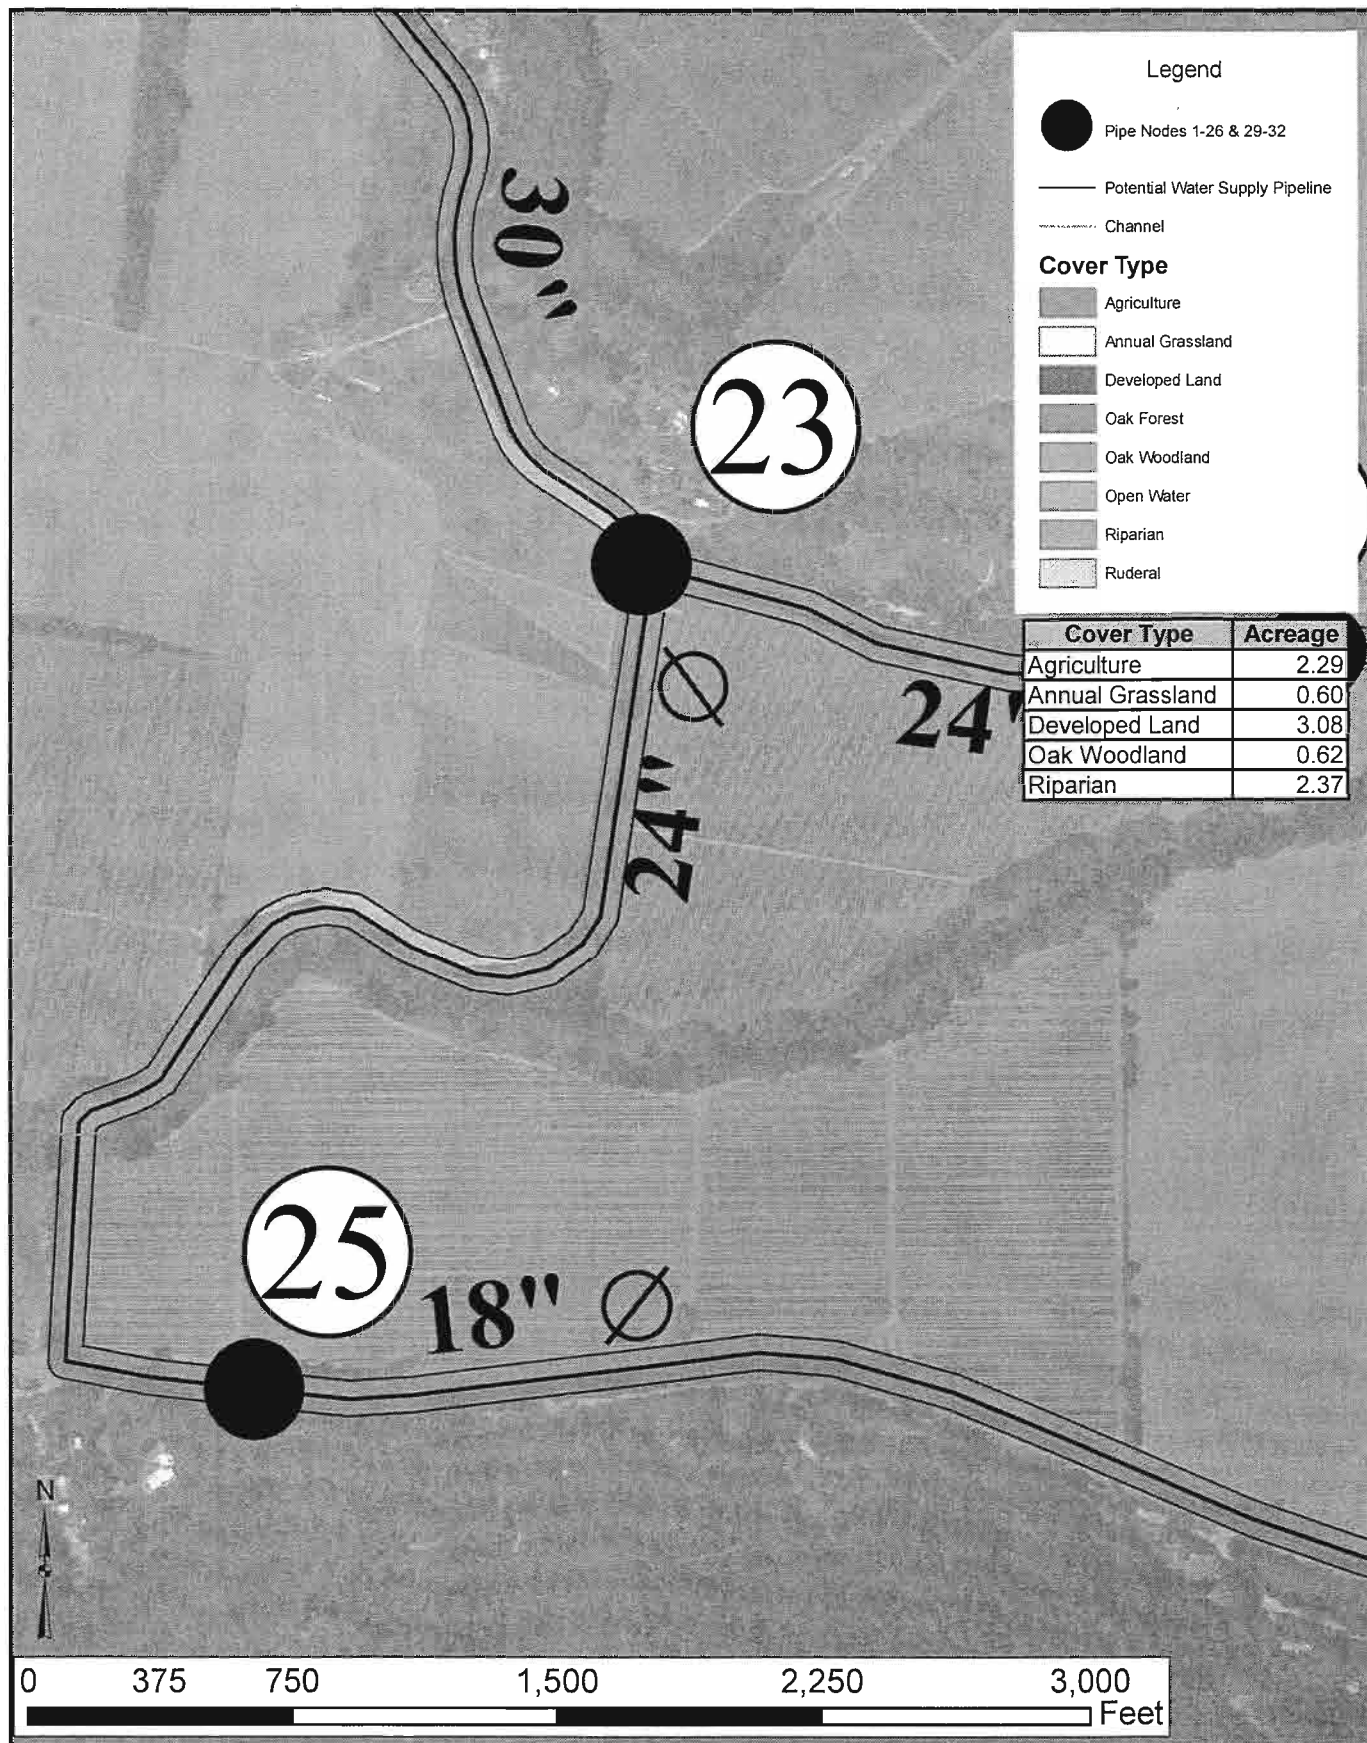 Legend
Pipe Nodes 1-26 & 29-32
Potential Water Supply Pipeline
Channel
Cover Type
Agriculture
Annual Grassland
Developed Land
Oak Forest
Oak Woodland
Open Water
Riparian
Ruderal
30"
23
Cover Type Acreage
Agriculture 2.29
Annual Grassland 0.60
Developed Land 3.08
Oak Woodland 0.62
Riparian 2.37
24"
24" Ø
25
18" Ø
N
0 375 750 1,500 2,250 3,000
Feet